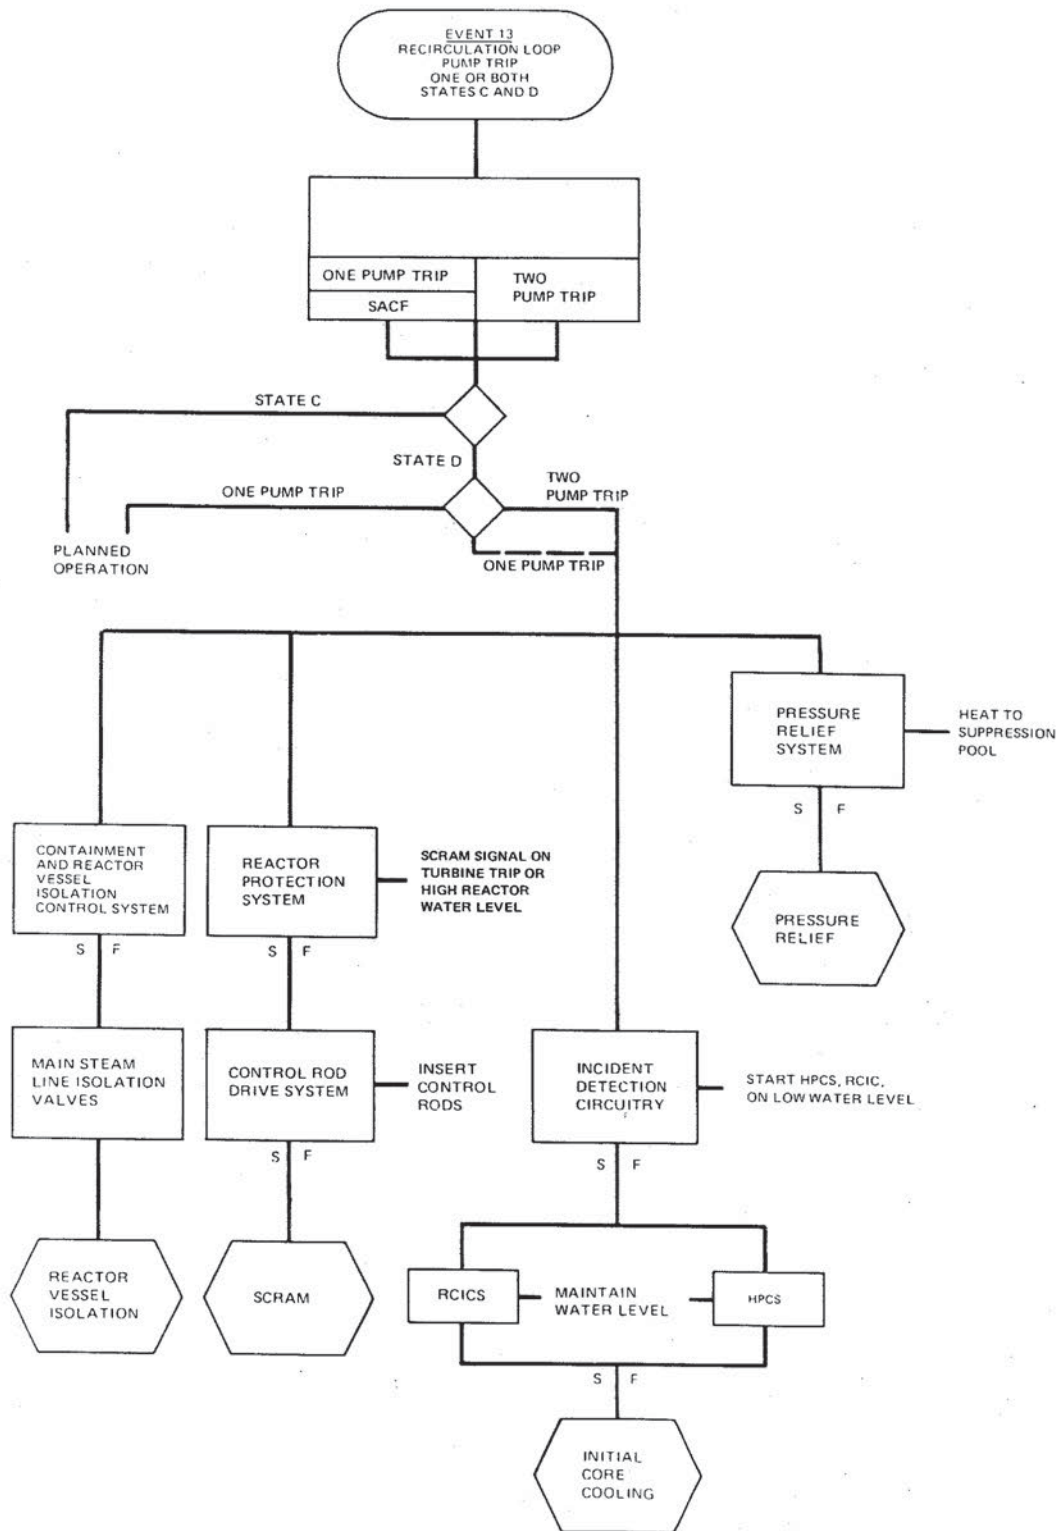 EVENT 13
RECIRCULATION LOOP
PUMP TRIP
ONE OR BOTH
STATES C AND D
ONE PUMP TRIP
TWO
PUMP TRIP
SACF
STATE C
STATE D
ONE PUMP TRIP
TWO
PUMP TRIP
PLANNED
OPERATION
ONE PUMP TRIP
PRESSURE
RELIEF
SYSTEM
HEAT TO
SUPPRESSION
POOL
S F
CONTAINMENT
AND REACTOR
VESSEL
ISOLATION
CONTROL SYSTEM
S F
REACTOR
PROTECTION
SYSTEM
S F
SCRAM SIGNAL ON
TURBINE TRIP OR
HIGH REACTOR
WATER LEVEL
PRESSURE
RELIEF
MAIN STEAM
LINE ISOLATION
VALVES
CONTROL ROD
DRIVE SYSTEM
S F
INSERT
CONTROL
RODS
INCIDENT
DETECTION
CIRCUITRY
S F
START HPCS, RCIC,
ON LOW WATER LEVEL
REACTOR
VESSEL
ISOLATION
SCRAM
RCICS
MAINTAIN
WATER LEVEL
HPCS
S F
INITIAL
CORE
COOLING